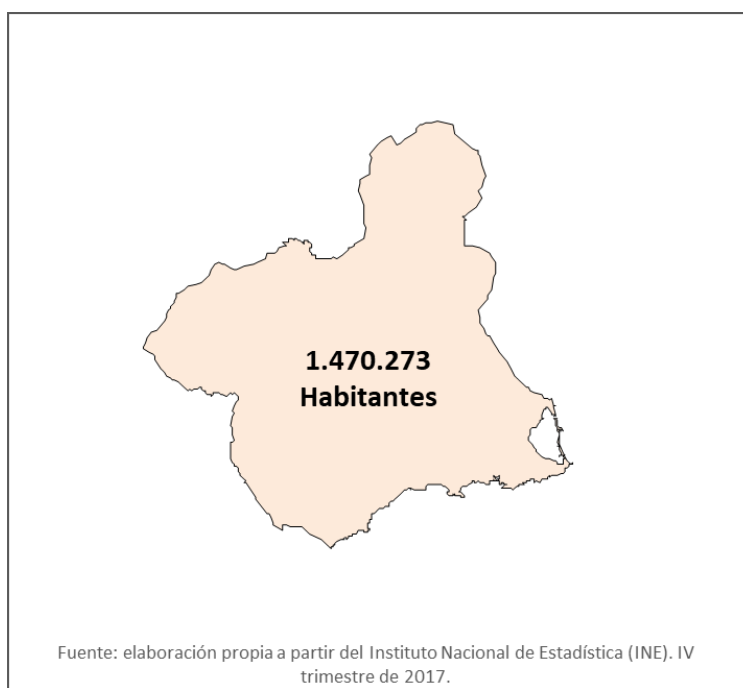 1.470.273
Habitantes
Fuente: elaboración propia a partir del Instituto Nacional de Estadística (INE). IV
trimestre de 2017.